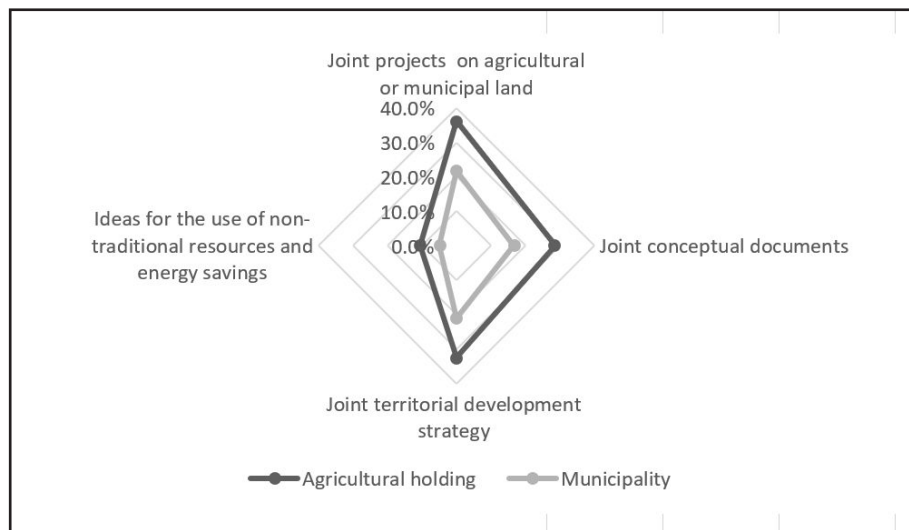 Joint projects on agricultural
or municipal land
40.0%
30.0%
20.0%
10.0%
0.0%
Ideas for the use of non-
traditional resources and
energy savings
Joint conceptual documents
Joint territorial development
strategy
Agricultural holding
Municipality